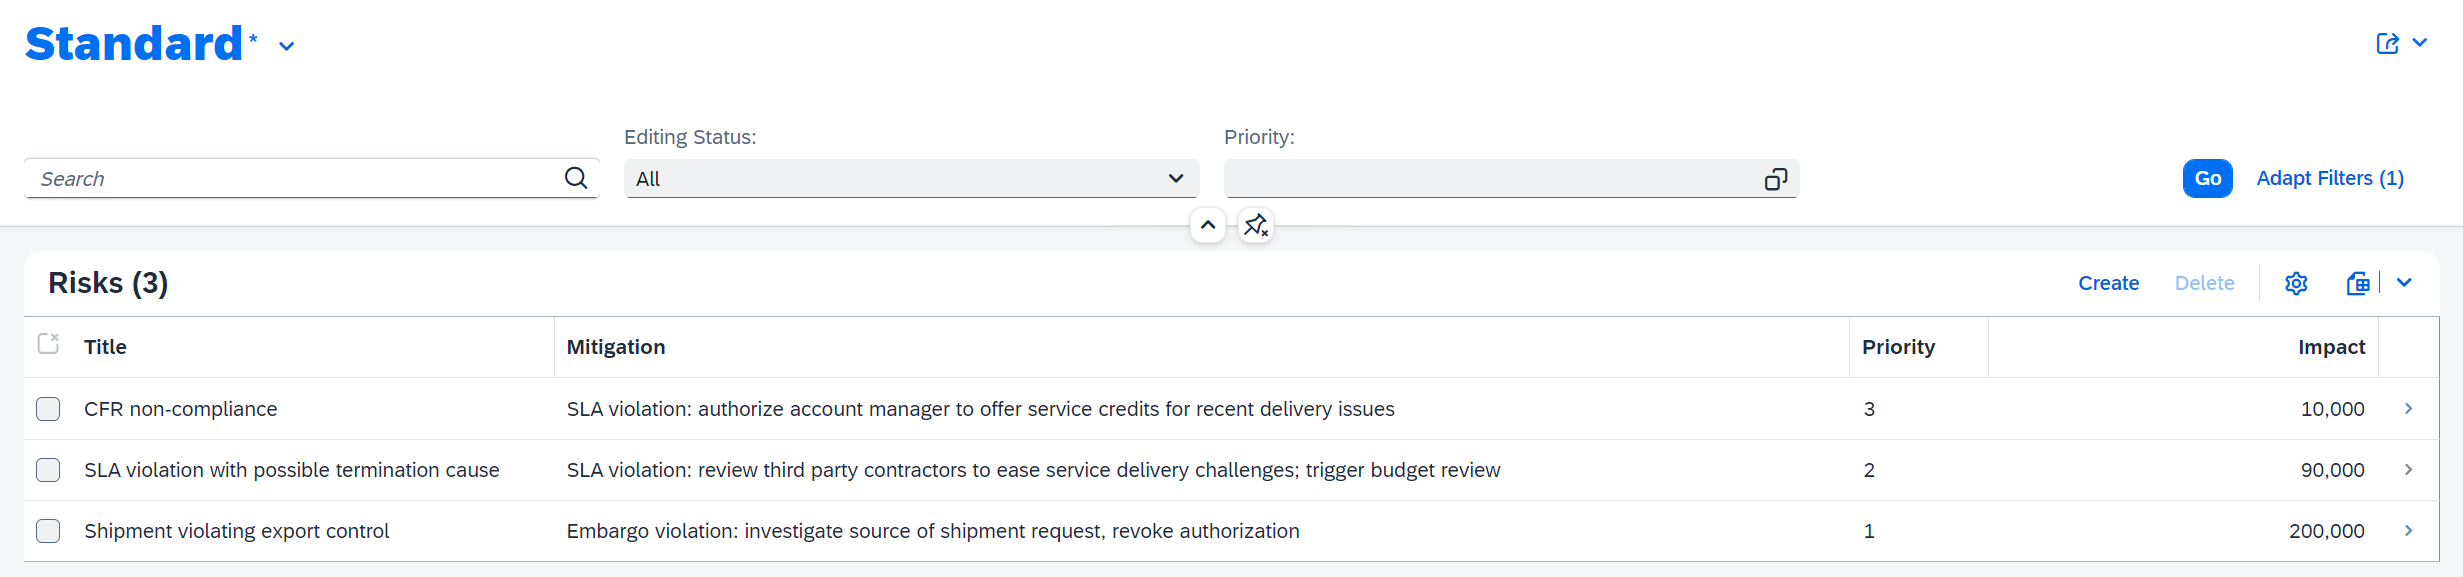 Standard*
Editing Status:
Priority:
Search
All
Go
Adapt Filters (1)
Risks (3)
Create
Delete
Title
Mitigation
Priority
Impact
CFR non-compliance
SLA violation: authorize account manager to offer service credits for recent delivery issues
3
10,000
SLA violation with possible termination cause
SLA violation: review third party contractors to ease service delivery challenges; trigger budget review
2
90,000
Shipment violating export control
Embargo violation: investigate source of shipment request, revoke authorization
1
200,000